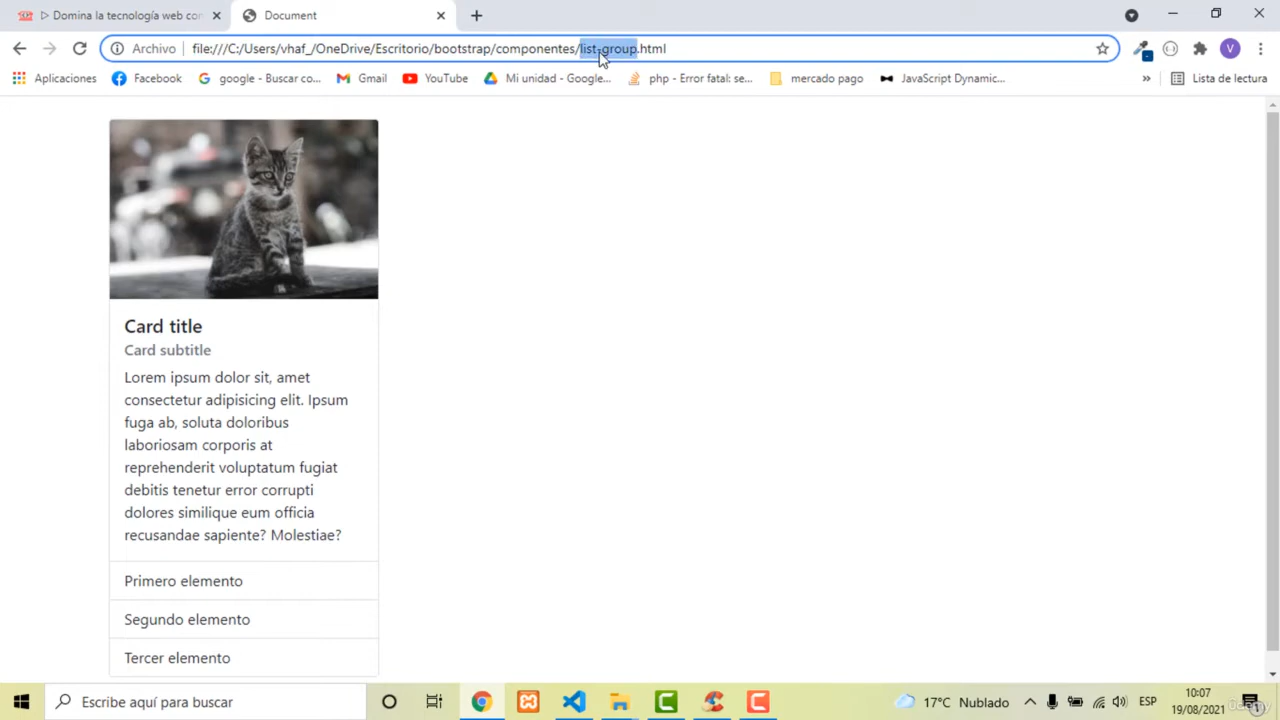 Domina la tecnología web con
Document
Archivo
file:///C:/Users/vhaf_/OneDrive/Escritorio/bootstrap/componentes/list-group.html
V
Aplicaciones
Facebook
google - Buscar co...
Gmail
YouTube
Mi unidad - Google...
php - Error fatal: se...
mercado pago
JavaScript Dynamic...
»
Lista de lectura
Card title
Card subtitle
Lorem ipsum dolor sit, amet
consectetur adipisicing elit. Ipsum
fuga ab, soluta doloribus
laboriosam corporis at
reprehenderit voluptatum fugiat
debitis tenetur error corrupti
dolores similique eum officia
recusandae sapiente? Molestiae?
Primero elemento
Segundo elemento
Tercer elemento
Escribe aquí para buscar
17°C Nublado
ESP
10:07
19/08/2021